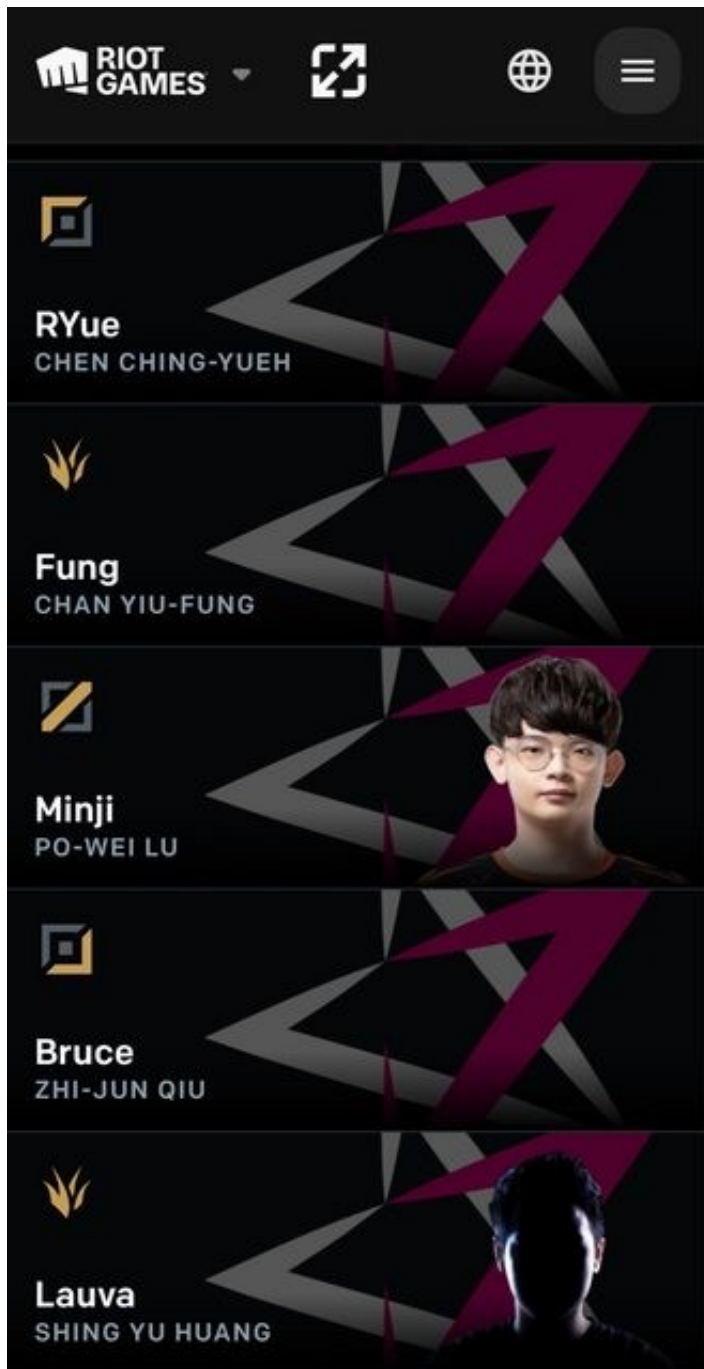 RIOT
GAMES
RYue
CHEN CHING-YUEH
Fung
CHAN YIU-FUNG
Minji
PO-WEI LU
Bruce
ZHI-JUN QIU
Lauva
SHING YU HUANG